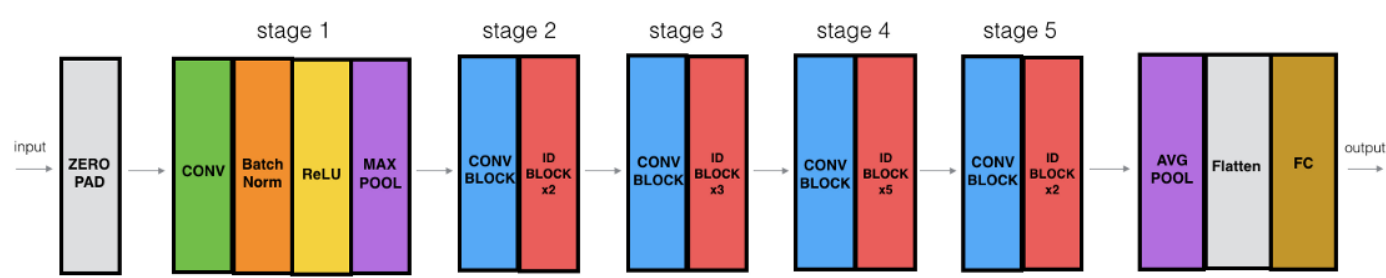 stage 1
stage 2
stage 3
stage 4
stage 5
input
ZERO
PAD
CONV
Batch
Norm
ReLU
MAX
POOL
CONV
BLOCK
ID
BLOCK
x2
CONV
BLOCK
ID
BLOCK
x3
CONV
BLOCK
ID
BLOCK
x5
CONV
BLOCK
ID
BLOCK
x2
AVG
POOL
Flatten
FC
output